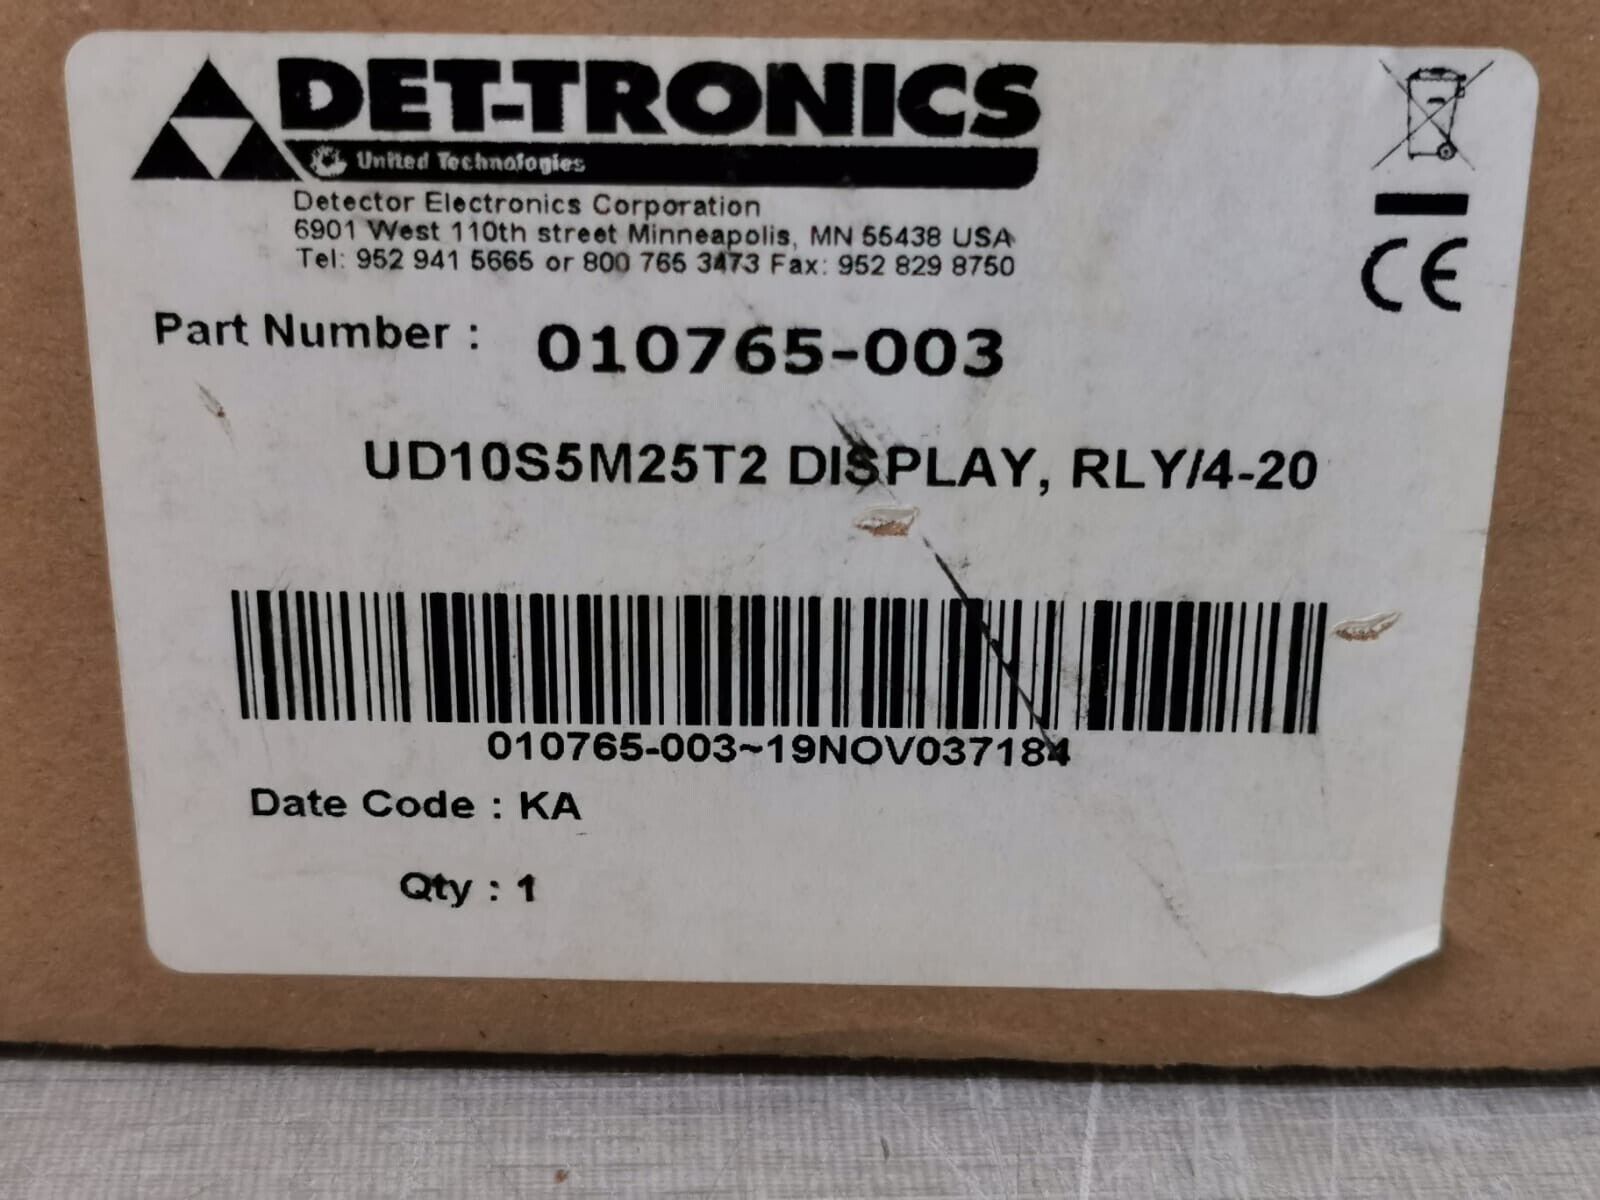 DET-TRONICS
United Technologies
Detector Electronics Corporation
6901 West 110th street Minneapolis, MN 55438 USA
Tel: 952 941 5665 or 800 765 3473 Fax: 952 829 8750
CE
Part Number : 010765-003
UD10S5M25T2 DISPLAY, RLY/4-20
010765-003~19NOV037184
Date Code : KA
Qty : 1